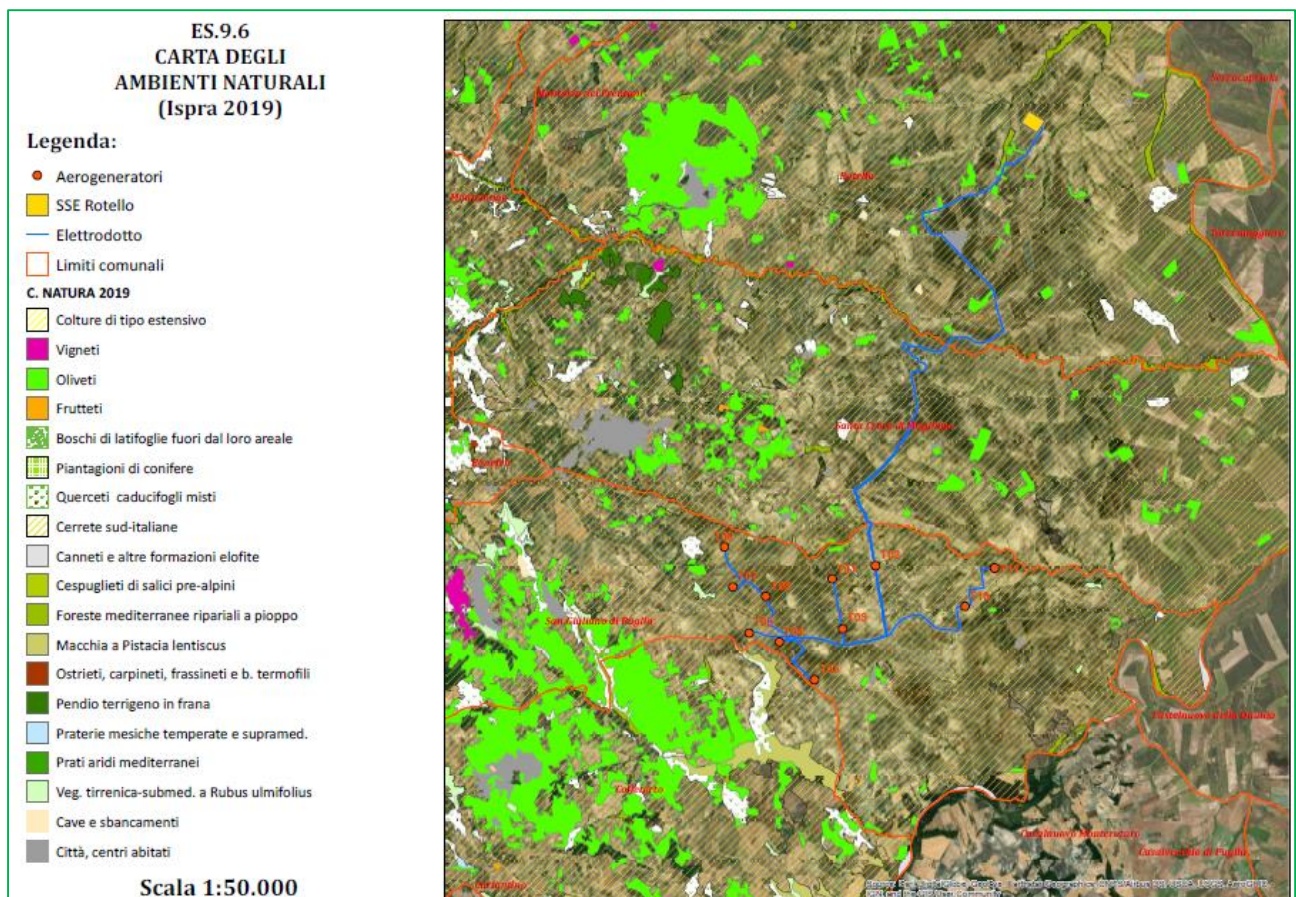 ES.9.6
CARTA DEGLI
AMBIENTI NATURALI
(Ispra 2019)
Legenda:
Aerogeneratori
SSE Rotello
Elettrodotto
Limiti comunali
C. NATURA 2019
Colture di tipo estensivo
Vigneti
Oliveti
Frutteti
Boschi di latifoglie fuori dal loro areale
Piantagioni di conifere
Querceti caducifogli misti
Cerrete sud-italiane
Canneti e altre formazioni elofite
Cespuglieti di salici pre-alpini
Foreste mediterranee ripariali a pioppo
Macchia a Pistacia lentiscus
Ostrieti, carpineti, frassineti e b. termofili
Pendio terrigeno in frana
Praterie mesiche temperate e supramed.
Prati aridi mediterranei
Veg. tirrenica-submed. a Rubus ulmifolius
Cave e sbancamenti
Città, centri abitati
Scala 1:50.000
Serracapriola
Rotello
Santa Croce di Magliano
San Giuliano di Puglia
Colletorto
Castelnuovo della Daunia
Casalnuovo Monterotaro
Casalvecchio di Puglia